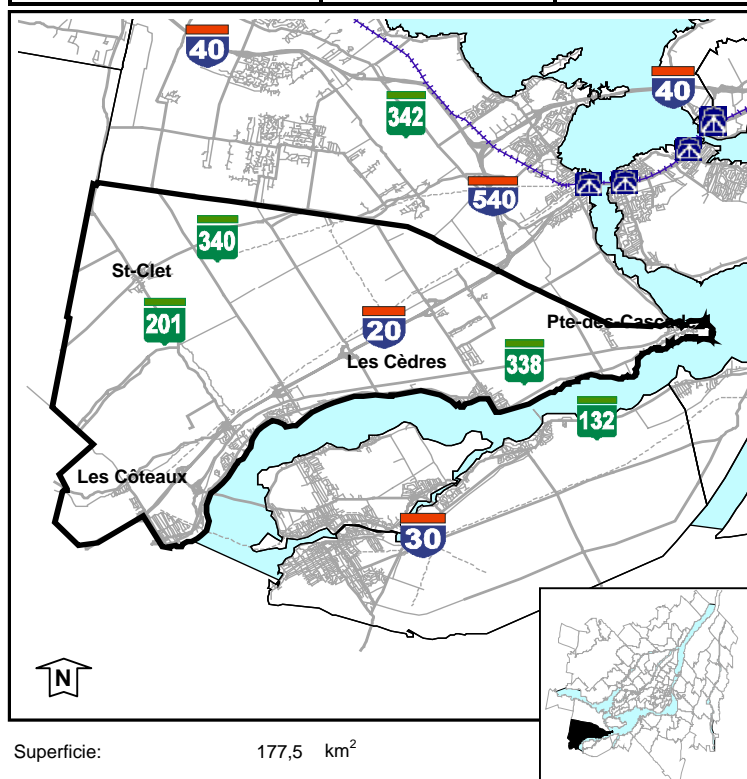 40
40
342
540
340
St-Clet
201
20
Pte-des-Cascades
Les Cèdres
338
132
Les Côteaux
30
N
Superficie: 177,5 km²